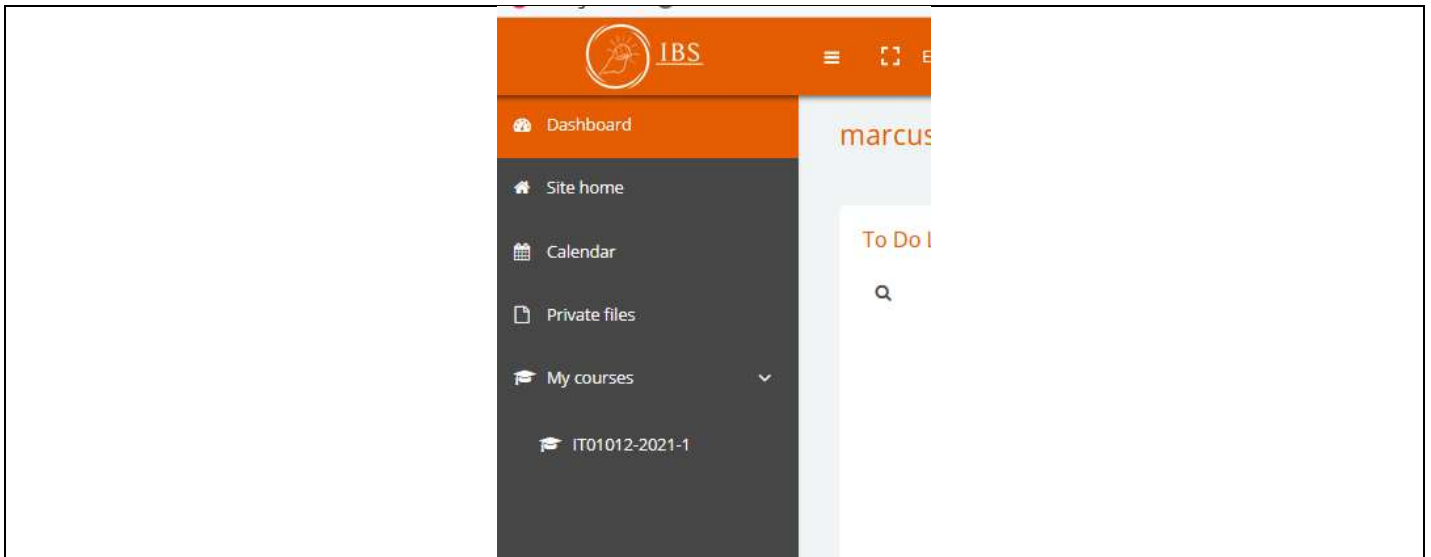 IBS
Dashboard
marcus
Site home
To Do
Calendar
Private files
My courses
IT01012-2021-1